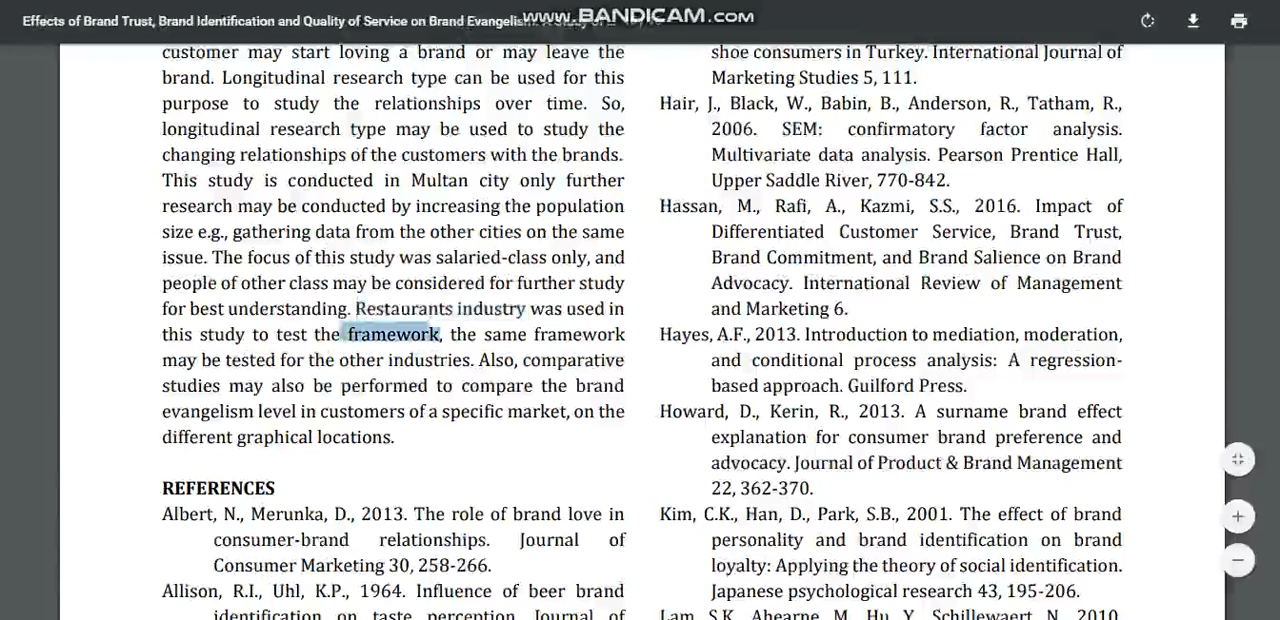 Effects of Brand Trust, Brand Identification and Quality of Service on Brand Evangelis
www.BANDICAM.com
customer may start loving a brand or may leave the
brand. Longitudinal research type can be used for this
purpose to study the relationships over time. So,
longitudinal research type may be used to study the
changing relationships of the customers with the brands.
This study is conducted in Multan city only further
research may be conducted by increasing the population
size e.g., gathering data from the other cities on the same
issue. The focus of this study was salaried-class only, and
people of other class may be considered for further study
for best understanding. Restaurants industry was used in
this study to test the framework, the same framework
may be tested for the other industries. Also, comparative
studies may also be performed to compare the brand
evangelism level in customers of a specific market, on the
different graphical locations.
REFERENCES
Albert, N., Merunka, D., 2013. The role of brand love in
consumer-brand relationships. Journal of
Consumer Marketing 30, 258-266.
Allison, R.I., Uhl, K.P., 1964. Influence of beer brand
identification on taste perception. Journal of
shoe consumers in Turkey. International Journal of
Marketing Studies 5, 111.
Hair, J., Black, W., Babin, B., Anderson, R., Tatham, R.,
2006. SEM: confirmatory factor analysis.
Multivariate data analysis. Pearson Prentice Hall,
Upper Saddle River, 770-842.
Hassan, M., Rafi, A., Kazmi, S.S., 2016. Impact of
Differentiated Customer Service, Brand Trust,
Brand Commitment, and Brand Salience on Brand
Advocacy. International Review of Management
and Marketing 6.
Hayes, A.F., 2013. Introduction to mediation, moderation,
and conditional process analysis: A regression-
based approach. Guilford Press.
Howard, D., Kerin, R., 2013. A surname brand effect
explanation for consumer brand preference and
advocacy. Journal of Product & Brand Management
22, 362-370.
Kim, C.K., Han, D., Park, S.B., 2001. The effect of brand
personality and brand identification on brand
loyalty: Applying the theory of social identification.
Japanese psychological research 43, 195-206.
Lam, S.K., Ahearne, M., Hu, Y., Schillewaert, N., 2010.